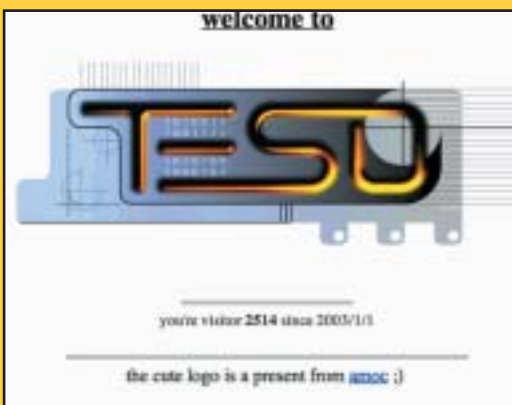 welcome to
TESO
you're visitor 2514 since 2003/1/1
the cute logo is a present from amoc ;)